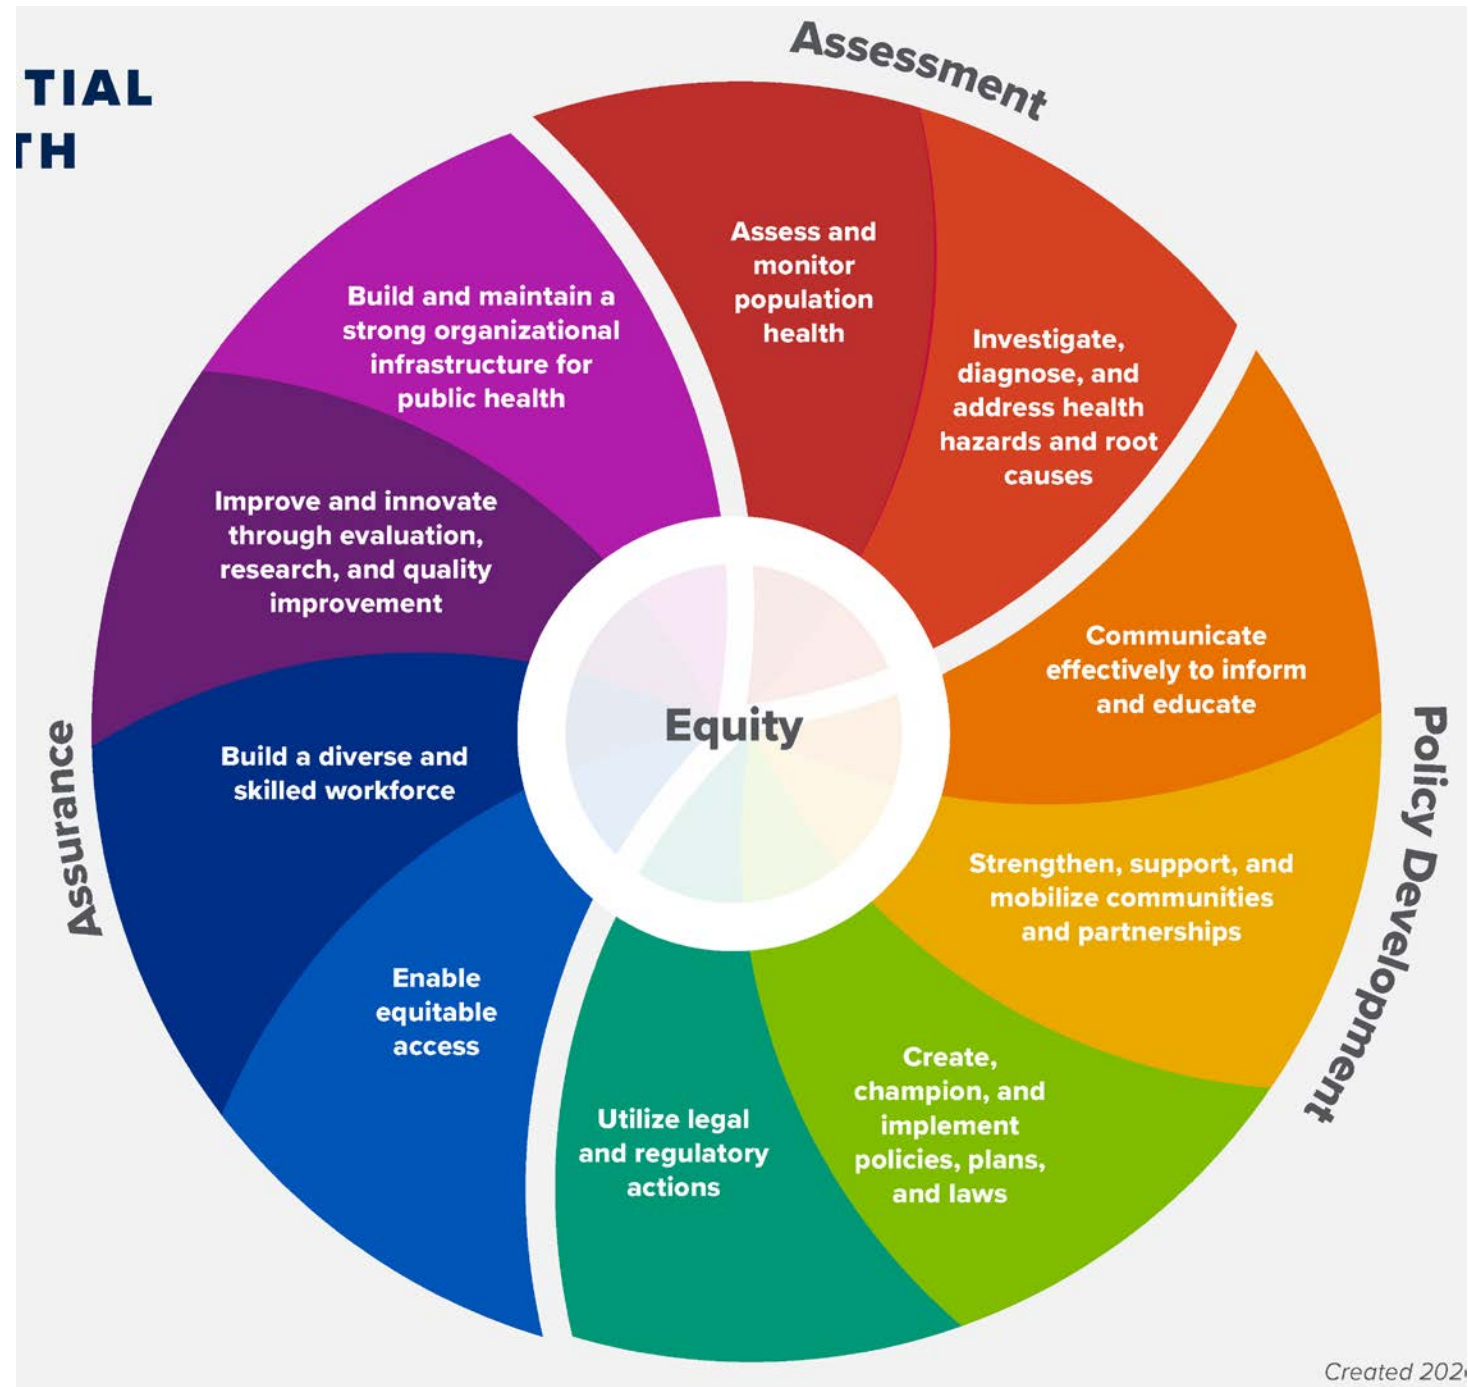 TIAL
TH
Assessment
Assess and
monitor
population
health
Investigate,
diagnose, and
address health
hazards and root
causes
Communicate
effectively to inform
and educate
Strengthen, support, and
mobilize communities
and partnerships
Policy Development
Create,
champion, and
implement
policies, plans,
and laws
Utilize legal
and regulatory
actions
Enable
equitable
access
Build a diverse and
skilled workforce
Assurance
Improve and innovate
through evaluation,
research, and quality
improvement
Build and maintain a
strong organizational
infrastructure for
public health
Equity
Created